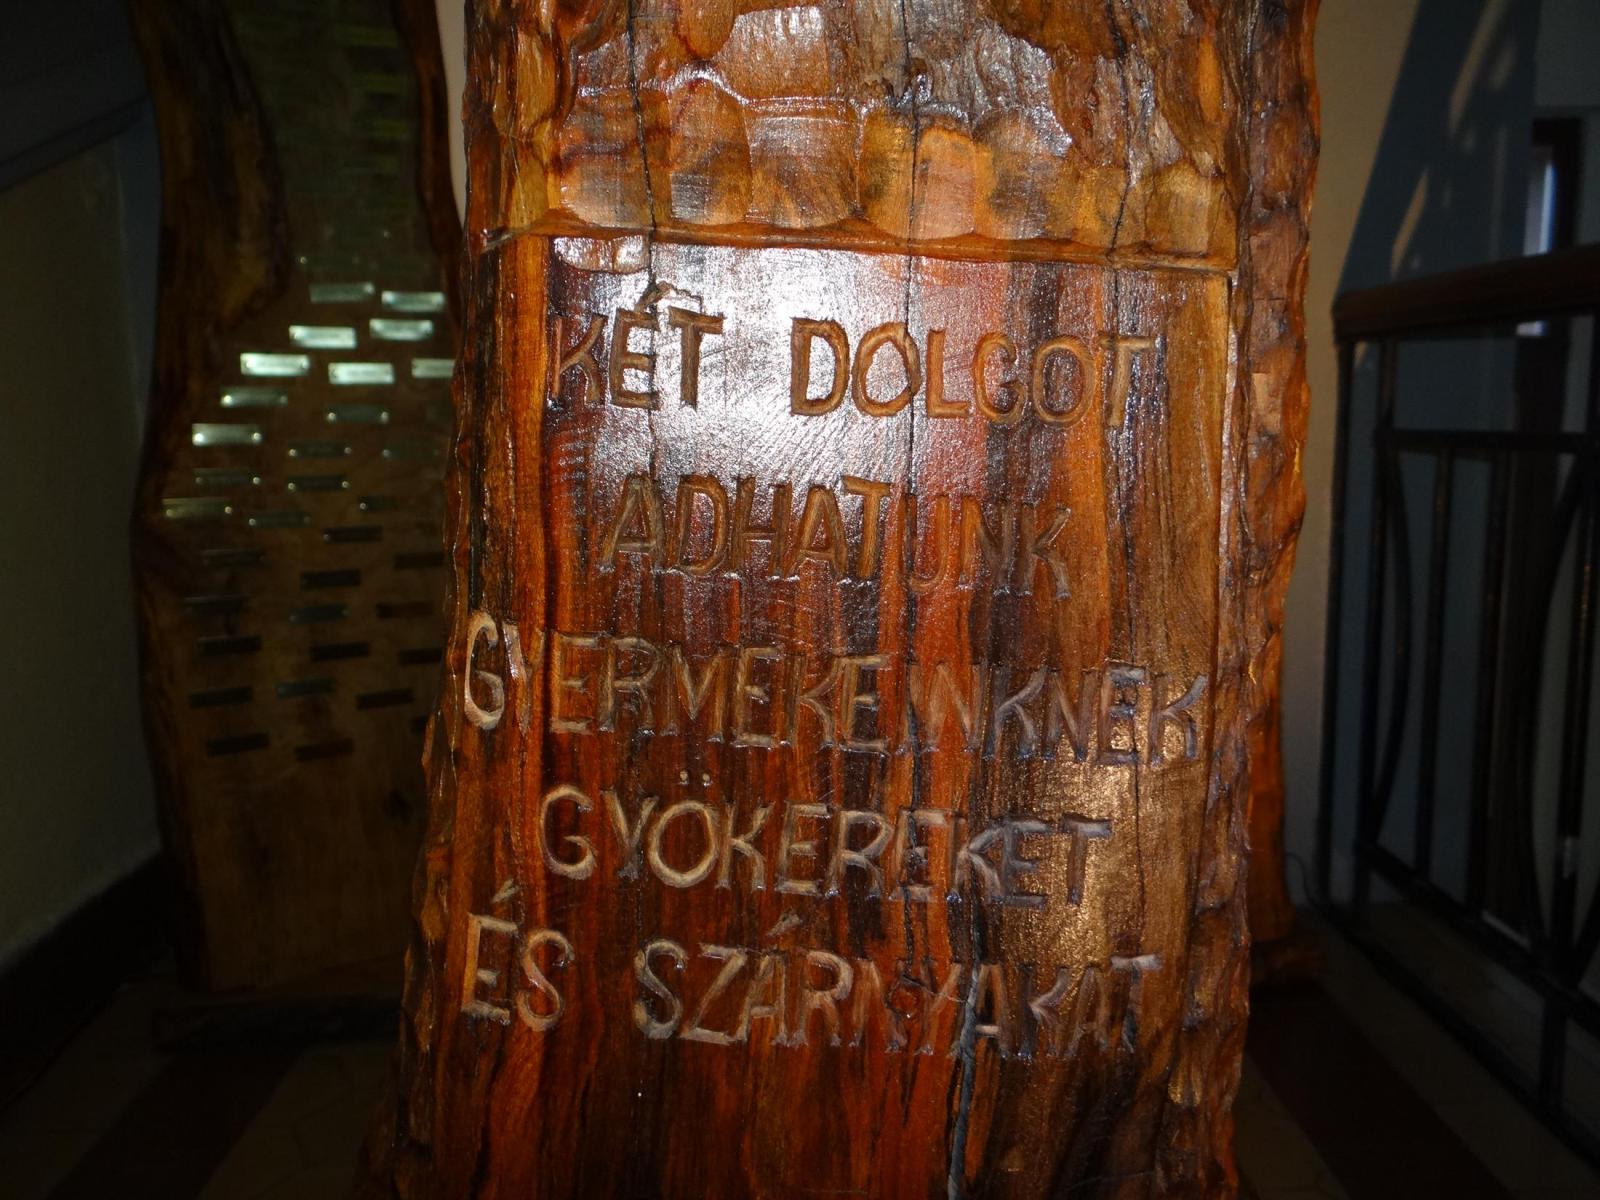 KÉT DOLGOT
ADHATUNK
GYERMEKEINKNEK
GYÖKEREKET
ÉS SZÁRNYAKAT